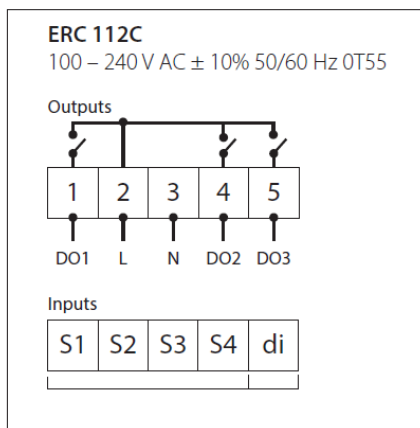 ERC 112C
100 – 240 V AC ± 10% 50/60 Hz 0T55
Outputs
1 2 3 4 5
DO1 L N DO2 DO3
Inputs
S1 S2 S3 S4 di